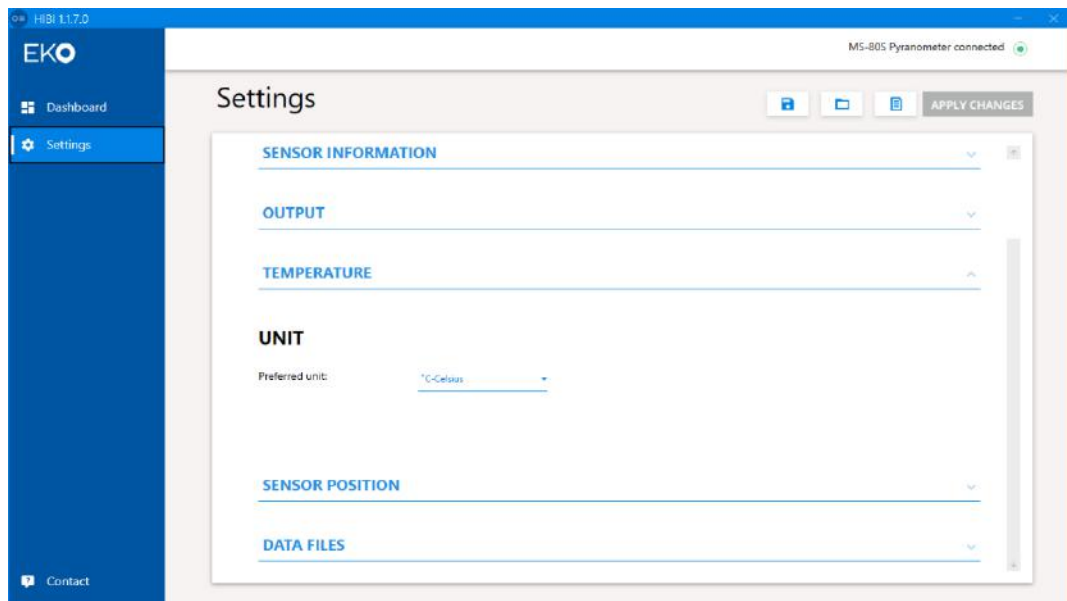 HIBI 1.1.7.0
EKO
MS-80S Pyranometer connected
Dashboard
Settings
Settings
APPLY CHANGES
SENSOR INFORMATION
OUTPUT
TEMPERATURE
UNIT
Preferred unit:
°C-Celsius
SENSOR POSITION
DATA FILES
Contact